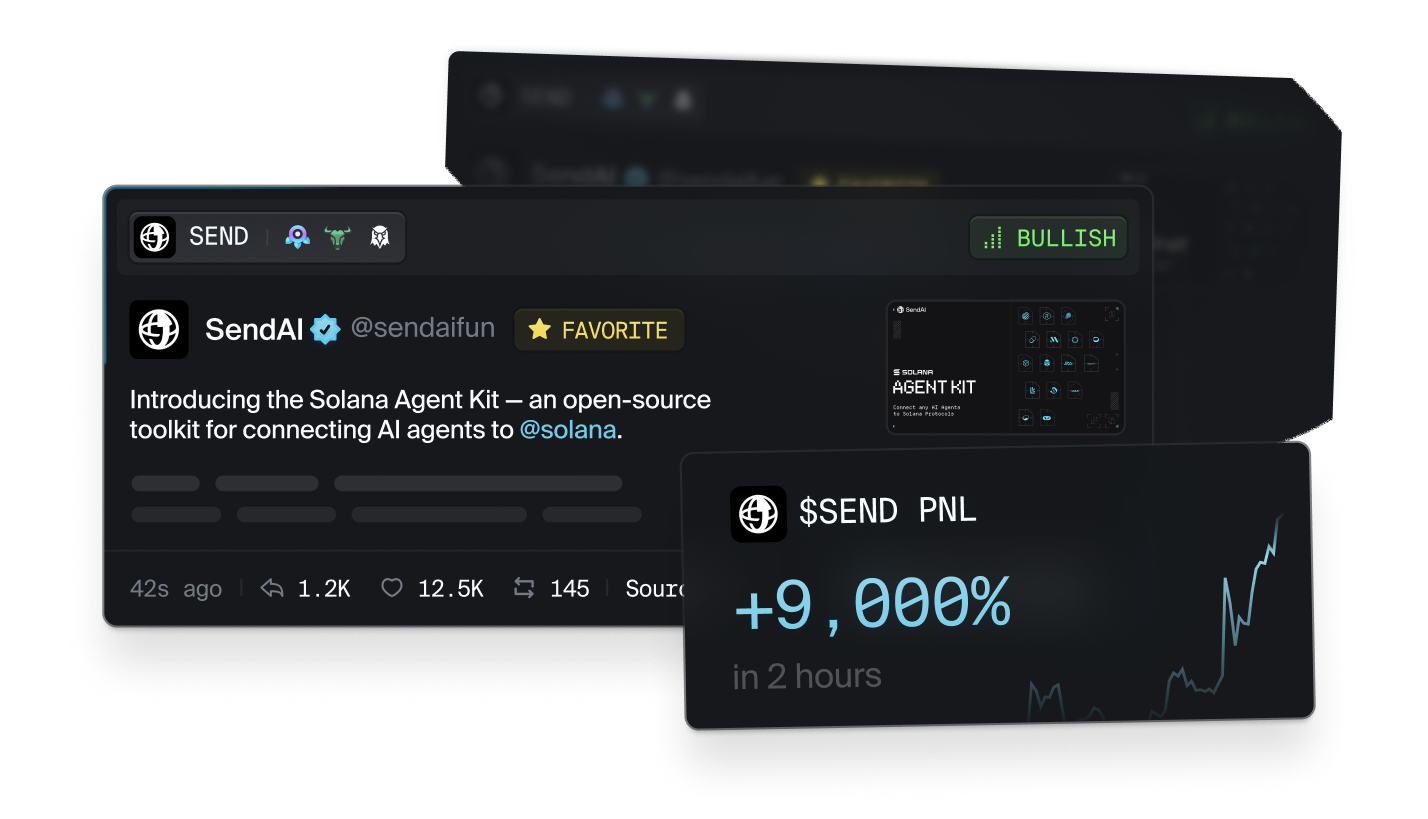 SEND
BULLISH
SendAI @sendaifun FAVORITE
Introducing the Solana Agent Kit — an open-source
toolkit for connecting AI agents to @solana.
SendAI
SOLANA
AGENT KIT
Connect any AI Agents
to Solana Protocols
42s ago 1.2K 12.5K 145 Sourc
$SEND PNL
+9,000%
in 2 hours